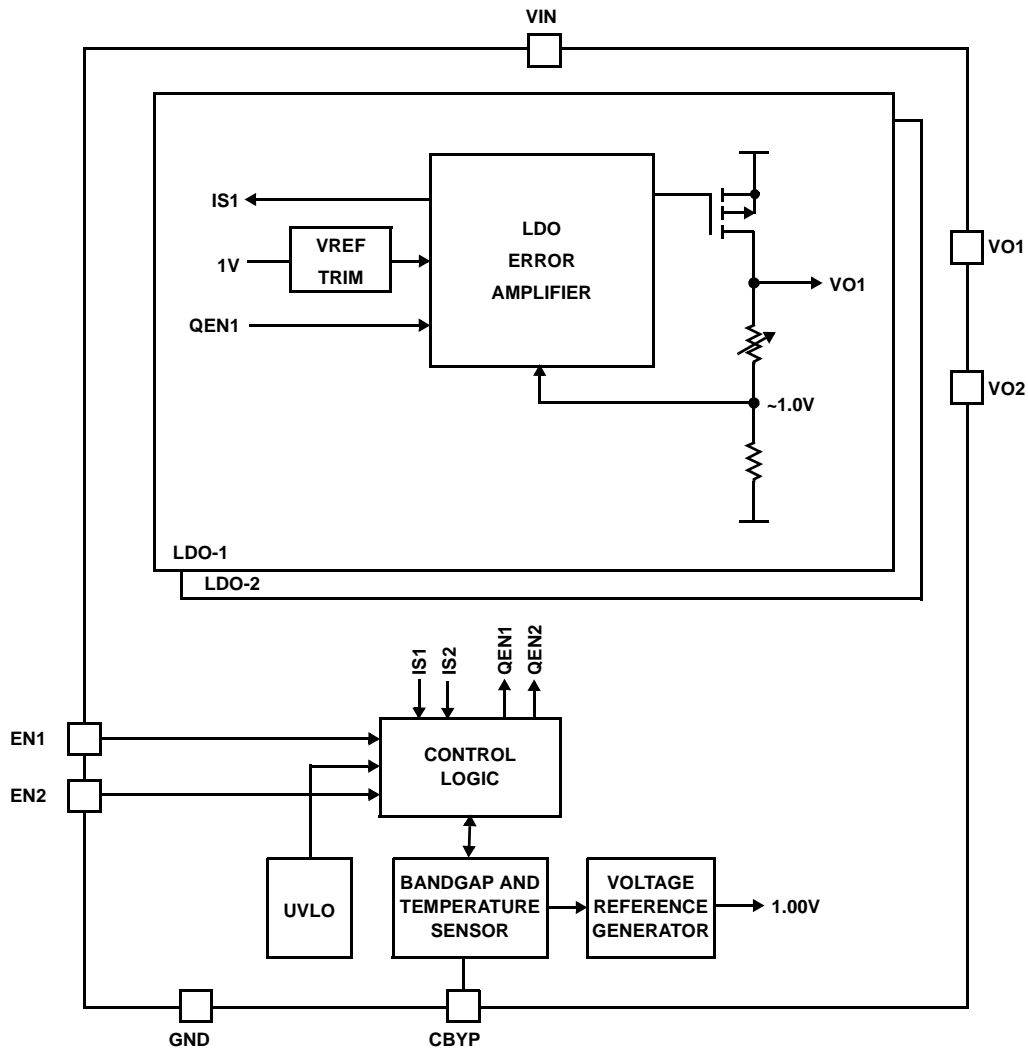 VIN
IS1
VREF
TRIM
1V
QEN1
LDO
ERROR
AMPLIFIER
VO1
~1.0V
VO1
VO2
LDO-1
LDO-2
IS1
IS2
QEN1
QEN2
EN1
EN2
CONTROL
LOGIC
UVLO
BANDGAP AND
TEMPERATURE
SENSOR
VOLTAGE
REFERENCE
GENERATOR
1.00V
GND
CBYP